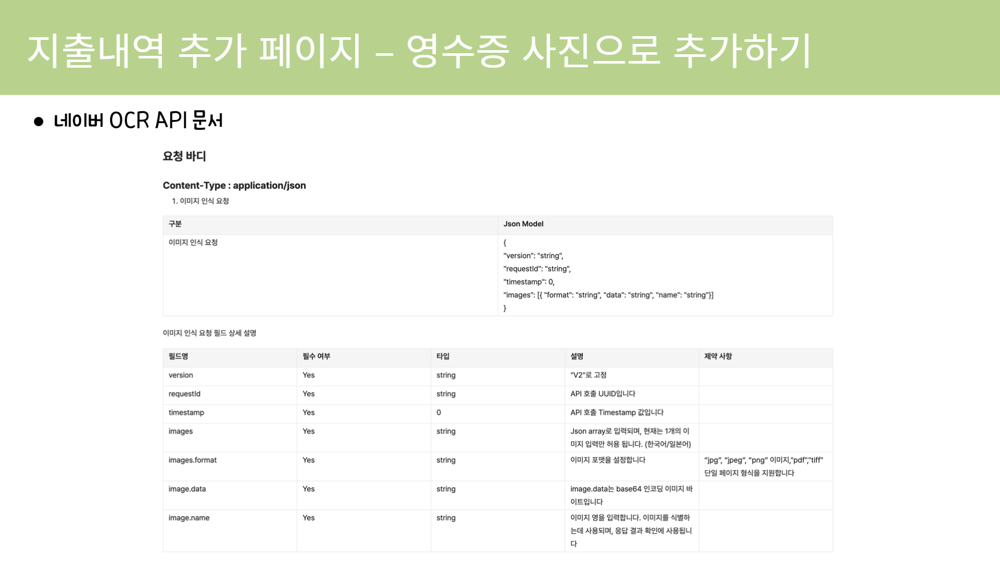 지출내역 추가 페이지 – 영수증 사진으로 추가하기
● 네이버 OCR API 문서
요청 바디
Content-Type : application/json
1. 이미지 인식 요청
구분 Json Model
이미지 인식 요청 {
"version": "string",
"requestId": "string",
"timestamp": 0,
"images": [{ "format": "string", "data": "string", "name": "string"}]
}
이미지 인식 요청 필드 상세 설명
필드명 필수 여부 타입 설명 제약 사항
version Yes string "V2"로 고정
requestId Yes string API 호출 UUID입니다
timestamp Yes 0 API 호출 Timestamp 값입니다
images Yes string Json array로 입력되며, 현재는 1개의 이
미지 입력만 허용 됩니다. (한국어/일본어)
images.format Yes string 이미지 포맷을 설정합니다 “jpg”, “jpeg”, “png” 이미지,"pdf","tiff"
단일 페이지 형식을 지원합니다
image.data Yes string image.data는 base64 인코딩 이미지 바
이트입니다
image.name Yes string 이미지 명을 입력합니다. 이미지를 식별하
는데 사용되며, 응답 결과 확인에 사용됩니
다